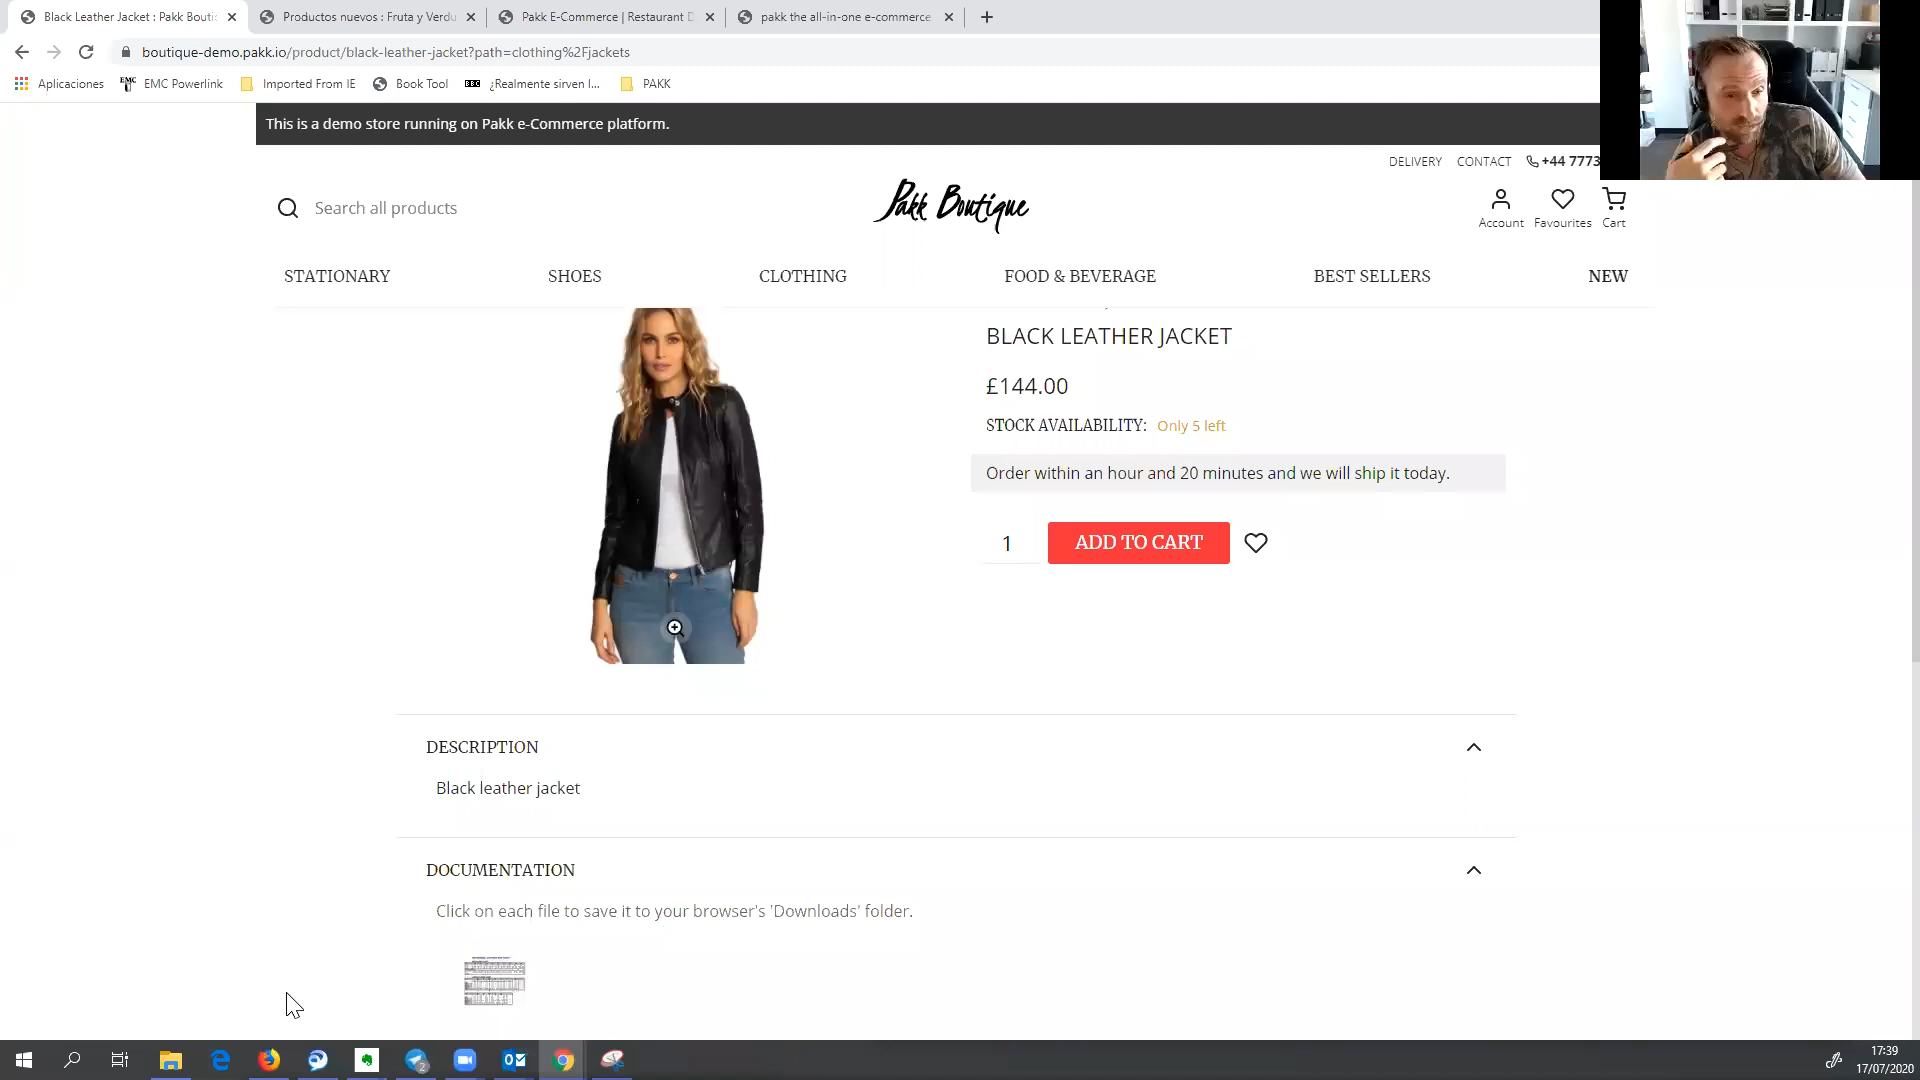 Black Leather Jacket : Pakk Bouti
Productos nuevos : Fruta y Verdu
Pakk E-Commerce | Restaurant D
pakk the all-in-one e-commerce
boutique-demo.pakk.io/product/black-leather-jacket?path=clothing%2Fjackets
Aplicaciones
EMC EMC Powerlink
Imported From IE
Book Tool
BBC ¿Realmente sirven l...
PAKK
This is a demo store running on Pakk e-Commerce platform.
DELIVERY CONTACT +44 7773
Search all products
Pakk Boutique
Account Favourites Cart
STATIONARY SHOES CLOTHING FOOD & BEVERAGE BEST SELLERS NEW
BLACK LEATHER JACKET
£144.00
STOCK AVAILABILITY: Only 5 left
Order within an hour and 20 minutes and we will ship it today.
1 ADD TO CART
DESCRIPTION
Black leather jacket
DOCUMENTATION
Click on each file to save it to your browser's 'Downloads' folder.
2
17:39
17/07/2020